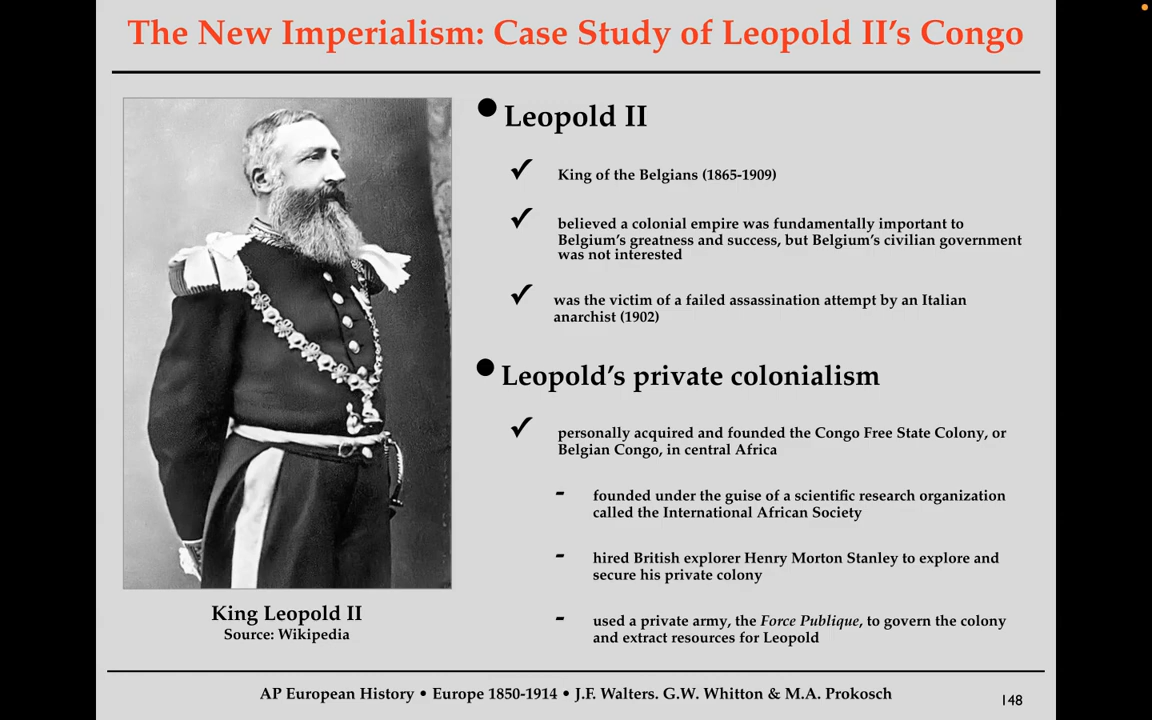 The New Imperialism: Case Study of Leopold II's Congo
Leopold II
King of the Belgians (1865-1909)
believed a colonial empire was fundamentally important to
Belgium's greatness and success, but Belgium's civilian government
was not interested
was the victim of a failed assassination attempt by an Italian
anarchist (1902)
Leopold's private colonialism
personally acquired and founded the Congo Free State Colony, or
Belgian Congo, in central Africa
- founded under the guise of a scientific research organization
called the International African Society
- hired British explorer Henry Morton Stanley to explore and
secure his private colony
- used a private army, the Force Publique, to govern the colony
and extract resources for Leopold
King Leopold II
Source: Wikipedia
AP European History • Europe 1850-1914 • J.F. Walters. G.W. Whitton & M.A. Prokosch
148